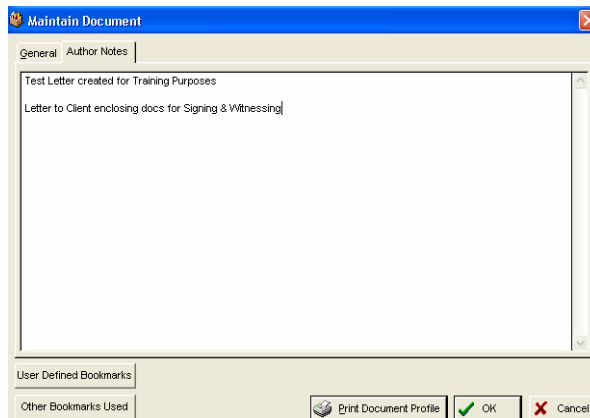 Maintain Document
General Author Notes
Test Letter created for Training Purposes
Letter to Client enclosing docs for Signing & Witnessing
User Defined Bookmarks
Other Bookmarks Used Print Document Profile OK Cancel